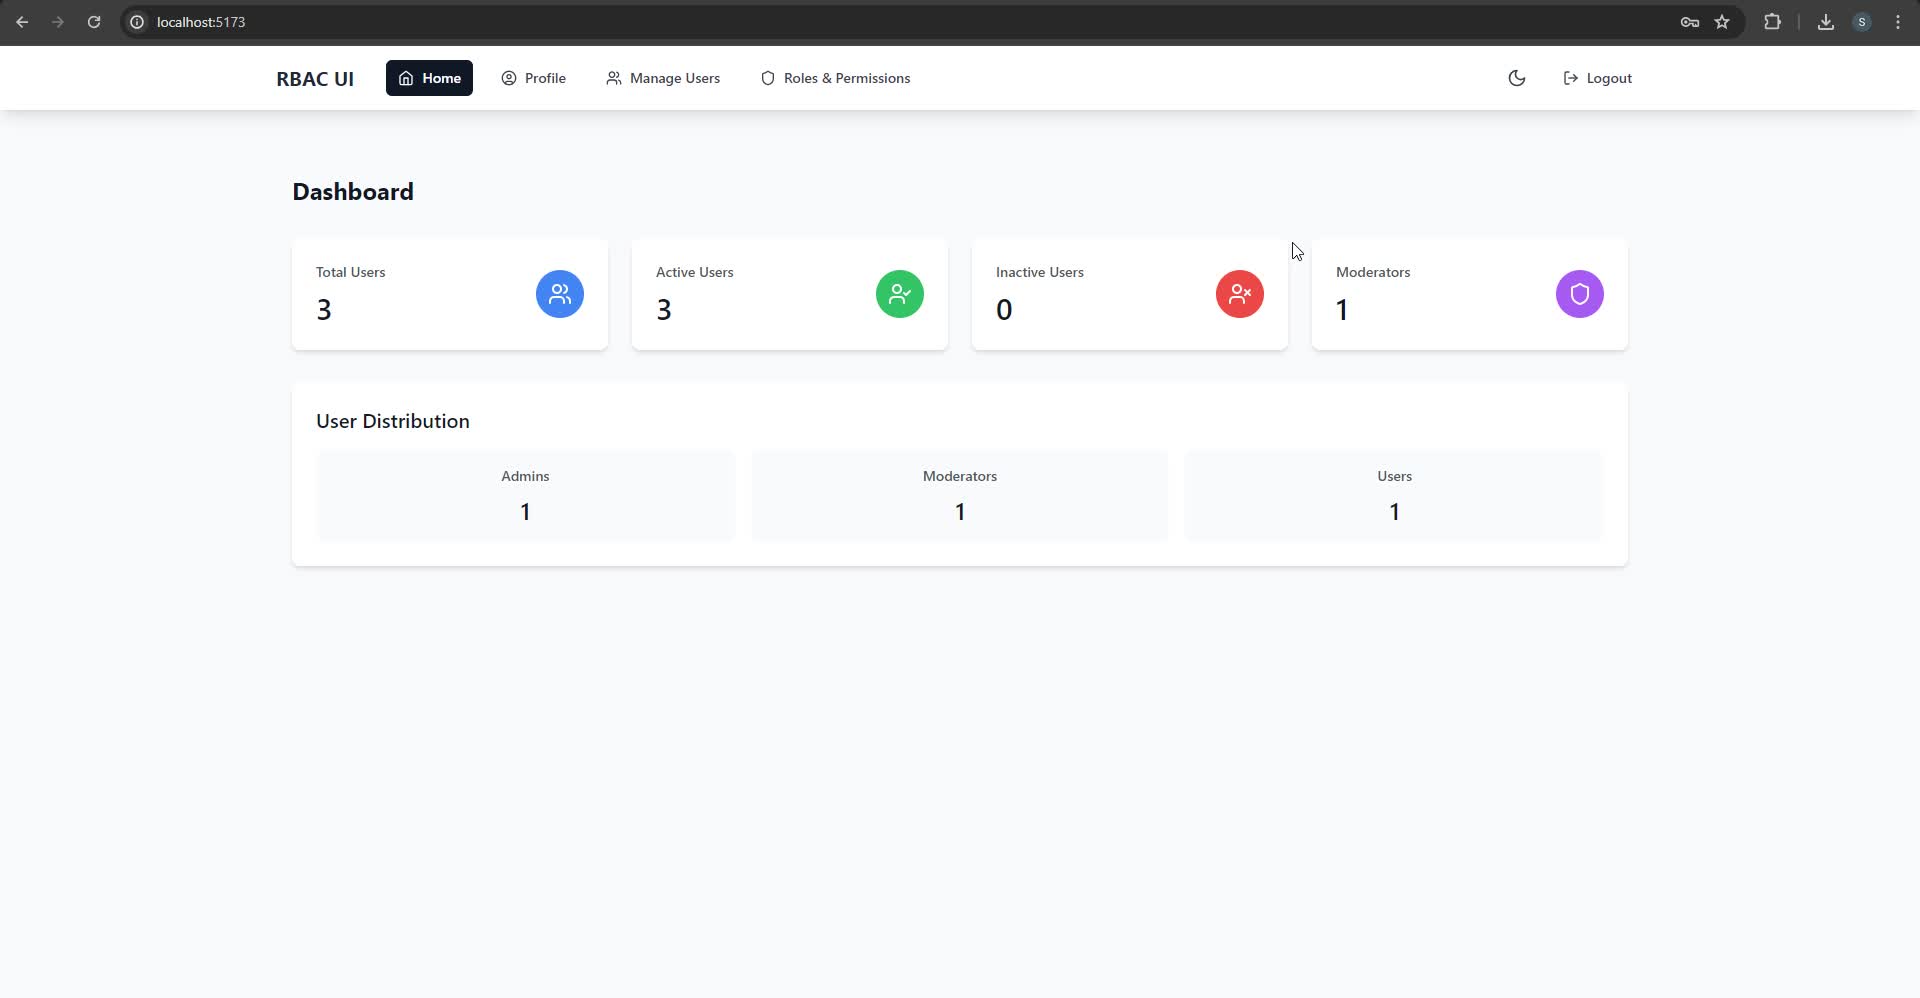 localhost:5173
S
RBAC UI
Home
Profile
Manage Users
Roles & Permissions
Logout
Dashboard
Total Users
3
Active Users
3
Inactive Users
0
Moderators
1
User Distribution
Admins
1
Moderators
1
Users
1